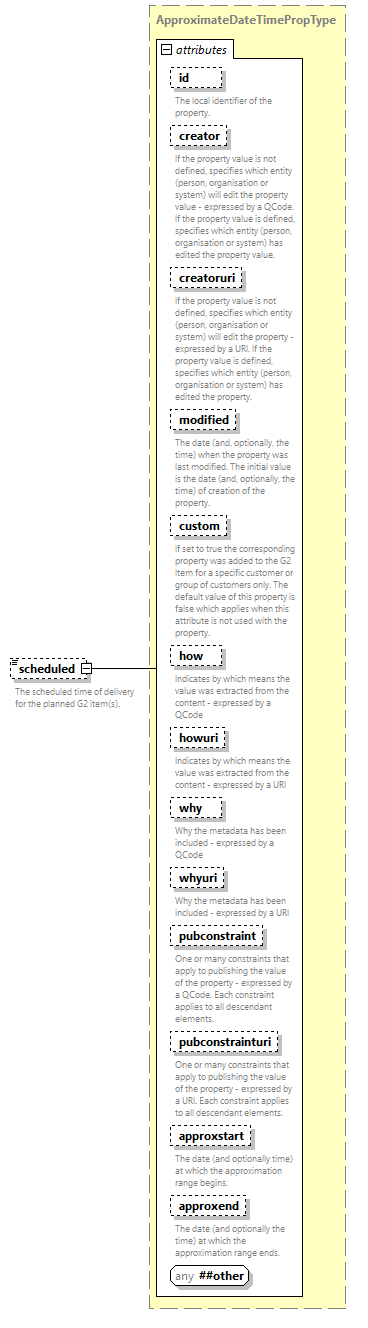 ApproximateDateTimePropType
attributes
id
The local identifier of the
property.
creator
If the property value is not
defined, specifies which entity
(person, organisation or
system) will edit the property
value - expressed by a QCode.
If the property value is defined,
specifies which entity (person,
organisation or system) has
edited the property value.
creatoruri
If the property value is not
defined, specifies which entity
(person, organisation or
system) will edit the property -
expressed by a URI. If the
property value is defined,
specifies which entity (person,
organisation or system) has
edited the property.
modified
The date (and, optionally, the
time) when the property was
last modified. The initial value
is the date (and, optionally, the
time) of creation of the
property.
custom
If set to true the corresponding
property was added to the G2
Item for a specific customer or
group of customers only. The
default value of this property is
false which applies when this
attribute is not used with the
property.
how
Indicates by which means the
value was extracted from the
content - expressed by a
QCode
howuri
Indicates by which means the
value was extracted from the
content - expressed by a URI
why
Why the metadata has been
included - expressed by a
QCode
whyuri
Why the metadata has been
included - expressed by a URI
pubconstraint
One or many constraints that
apply to publishing the value
of the property - expressed by
a QCode. Each constraint
applies to all descendant
elements.
pubconstrainturi
One or many constraints that
apply to publishing the value
of the property - expressed by
a URI. Each constraint applies
to all descendant elements.
approxstart
The date (and optionally time)
at which the approximation
range begins.
approxend
The date (and optionally the
time) at which the
approximation range ends.
any ##other
scheduled
The scheduled time of delivery
for the planned G2 item(s).